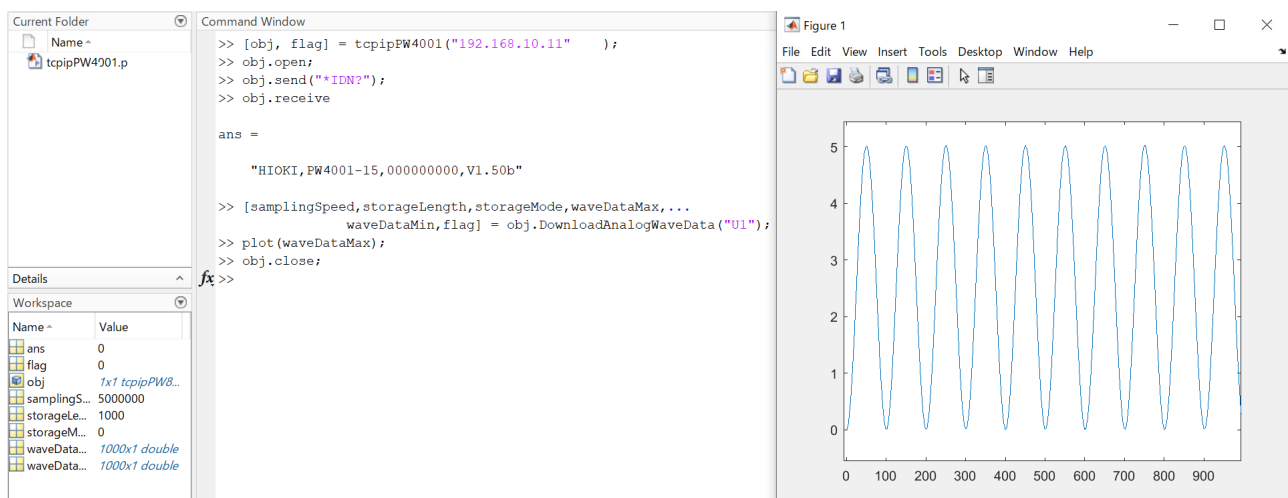 Current Folder
Name
tcpipPW4001.p
Details
Workspace
Name Value
ans 0
flag 0
obj 1x1 tcpipPW8...
samplingS... 5000000
storageLe... 1000
storageM... 0
waveData... 1000x1 double
waveData... 1000x1 double
Command Window
>> [obj, flag] = tcpipPW4001("192.168.10.11" );
>> obj.open;
>> obj.send("*IDN?");
>> obj.receive
ans =
"HIOKI,PW4001-15,000000000,V1.50b"
>> [samplingSpeed,storageLength,storageMode,waveDataMax,...
waveDataMin,flag] = obj.DownloadAnalogWaveData("U1");
>> plot(waveDataMax);
>> obj.close;
fx >>
Figure 1
File Edit View Insert Tools Desktop Window Help
5
4
3
2
1
0
0 100 200 300 400 500 600 700 800 900